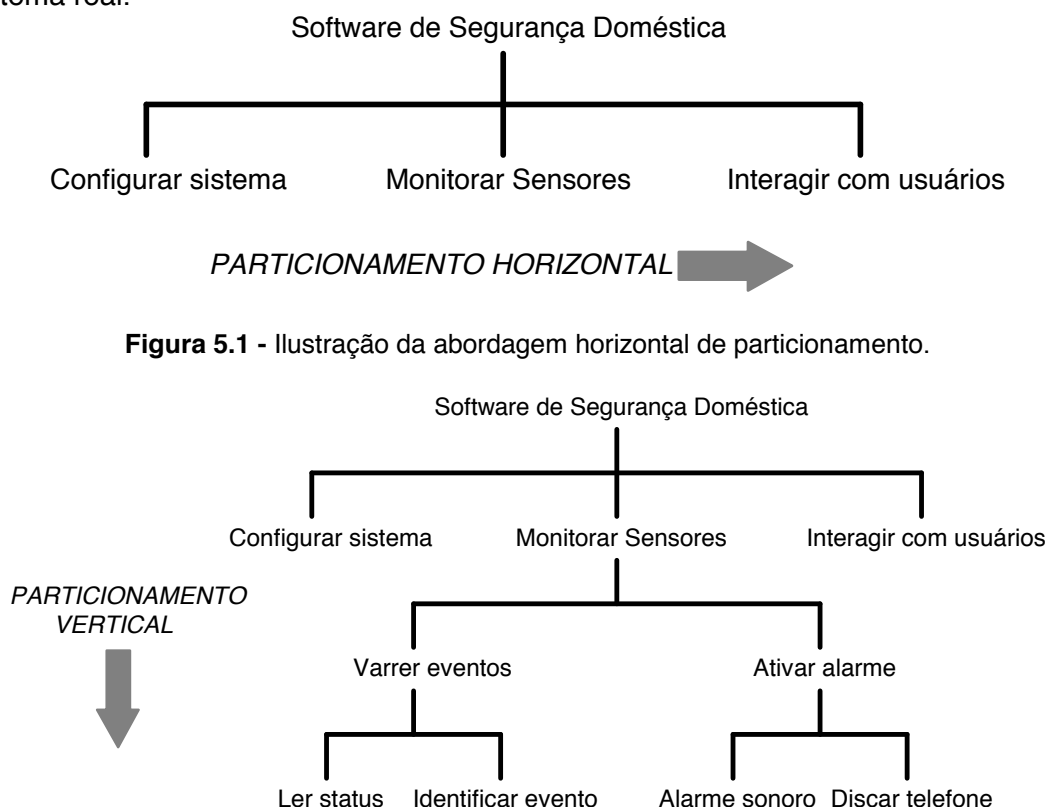 real.
Software de Segurança Doméstica
Configurar sistema Monitorar Sensores Interagir com usuários
PARTICIONAMENTO HORIZONTAL
Figura 5.1 - Ilustração da abordagem horizontal de particionamento.
Software de Segurança Doméstica
Configurar sistema Monitorar Sensores Interagir com usuários
PARTICIONAMENTO
VERTICAL
Varrer eventos Ativar alarme
Ler status Identificar evento Alarme sonoro Discar telefone